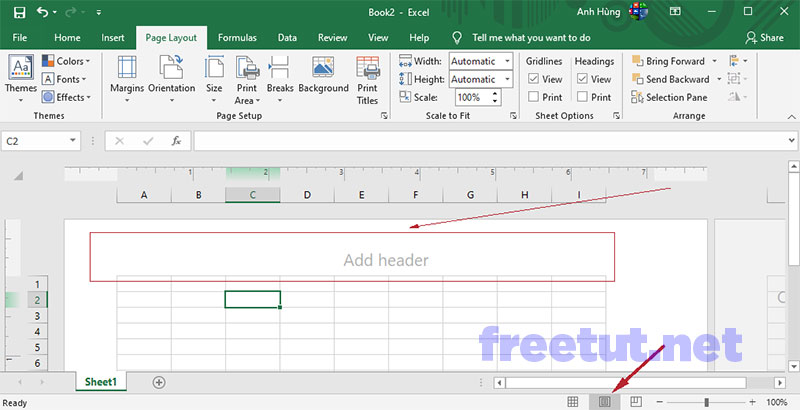 Book2 - Excel
Anh Hùng
File Home Insert Page Layout Formulas Data Review View Help Tell me what you want to do Share
Themes
Colors
Fonts
Effects
Margins Orientation Size Print Area Breaks Background Print Titles
Width: Automatic
Height: Automatic
Scale: 100%
Gridlines Headings
View View
Print Print
Bring Forward
Send Backward
Selection Pane
Themes Page Setup Scale to Fit Sheet Options Arrange
C2 fx
1 2 3 4 5 6 7
A B C D E F G H I
Add header
1
2
3
4
5
6
1
freetut.net
Sheet1
Ready 100%